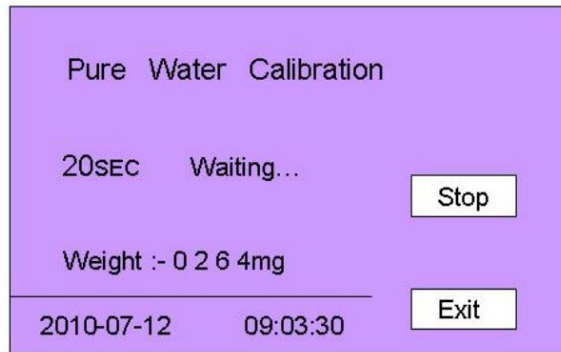 Pure Water Calibration
20SEC Waiting...
Stop
Weight :- 0 2 6 4mg
Exit
2010-07-12 09:03:30